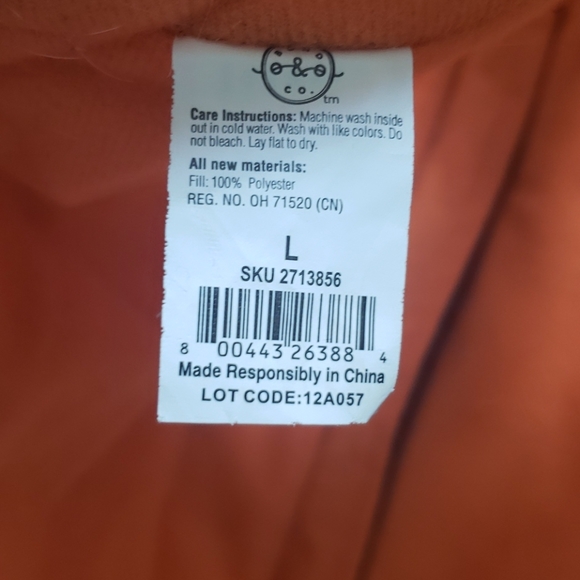 &
co.
tm
Care Instructions: Machine wash inside
out in cold water. Wash with like colors. Do
not bleach. Lay flat to dry.
All new materials:
Fill: 100% Polyester
REG. NO. OH 71520 (CN)
L
SKU 2713856
8 00443 26388 4
Made Responsibly in China
LOT CODE:12A057